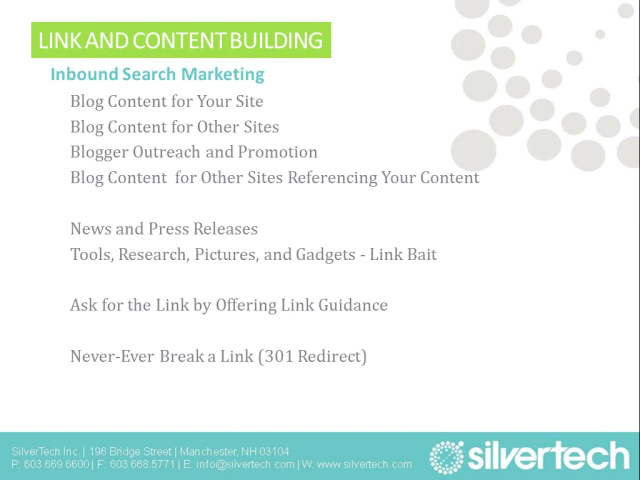 LINK AND CONTENT BUILDING
Inbound Search Marketing
Blog Content for Your Site
Blog Content for Other Sites
Blogger Outreach and Promotion
Blog Content for Other Sites Referencing Your Content
News and Press Releases
Tools, Research, Pictures, and Gadgets - Link Bait
Ask for the Link by Offering Link Guidance
Never-Ever Break a Link (301 Redirect)
SilverTech Inc. | 196 Bridge Street | Manchester, NH 03104
P: 603.669.6600 | F: 603.668.5771 | E: info@silvertech.com | W: www.silvertech.com
silvertech